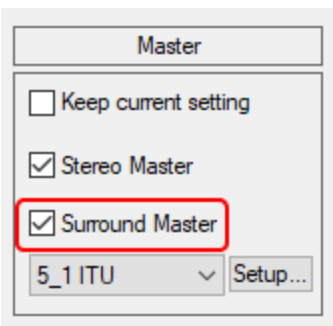 Master
Keep current setting
Stereo Master
Surround Master
5_1 ITU Setup...